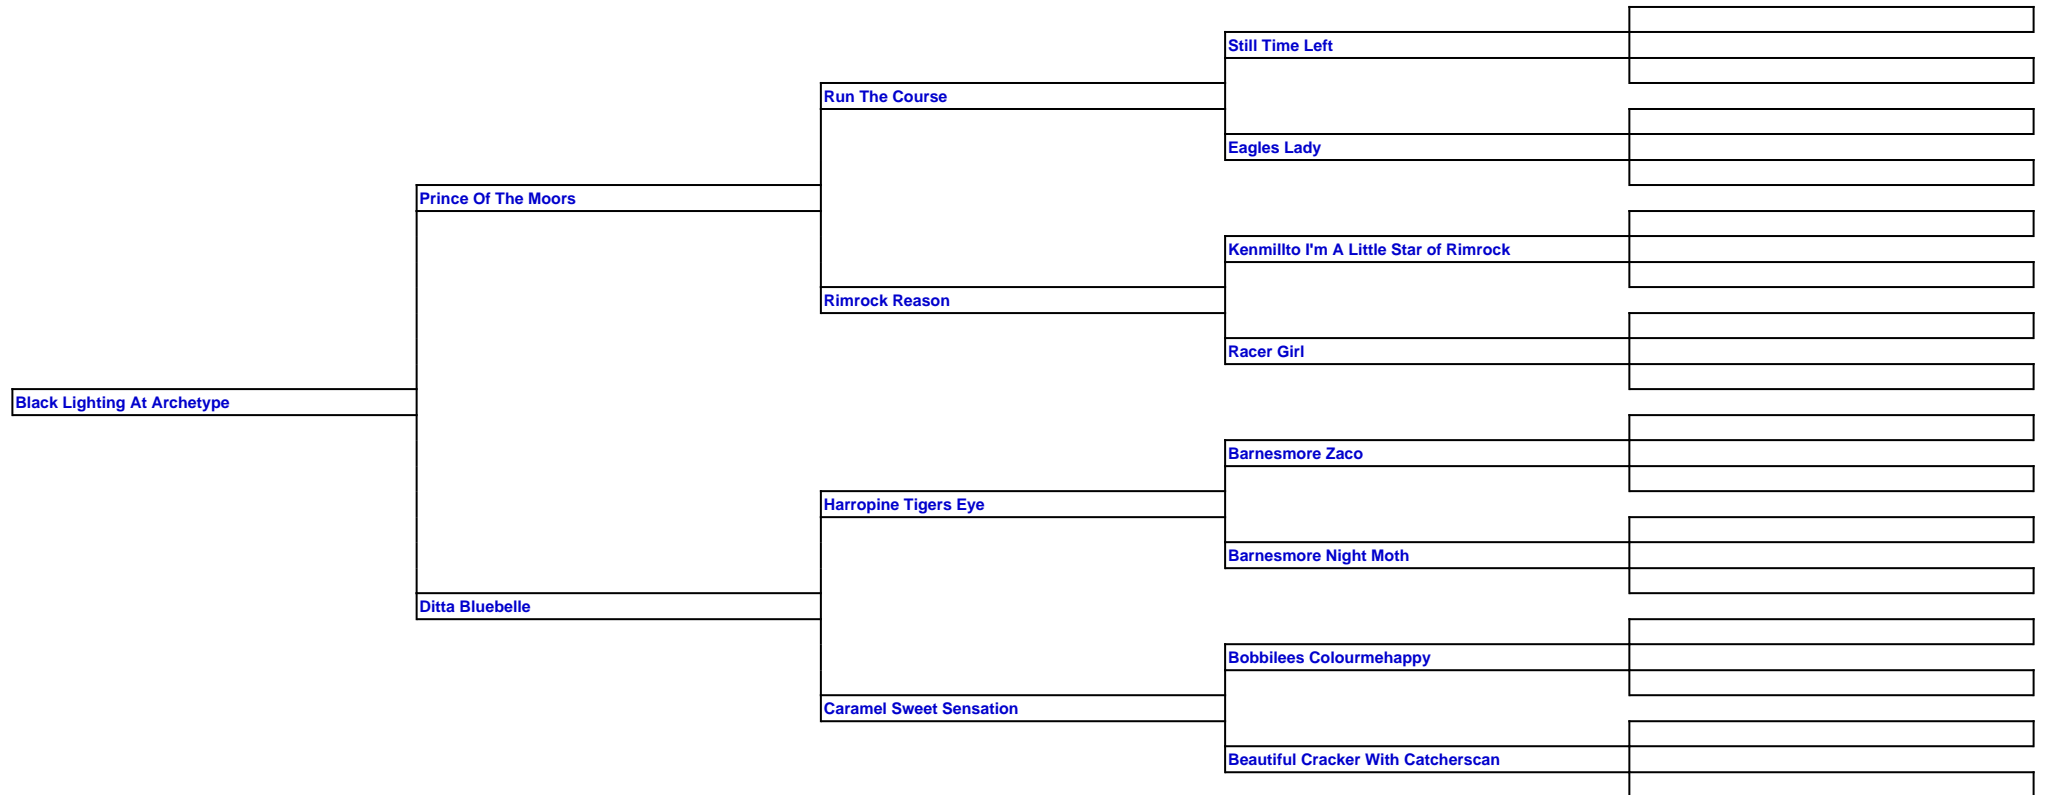 Still Time Left
Run The Course
Eagles Lady
Prince Of The Moors
Kenmillto I'm A Little Star of Rimrock
Rimrock Reason
Racer Girl
Black Lighting At Archetype
Barnesmore Zaco
Harropine Tigers Eye
Barnesmore Night Moth
Ditta Bluebelle
Bobbilees Colourmehappy
Caramel Sweet Sensation
Beautiful Cracker With Catcherscan